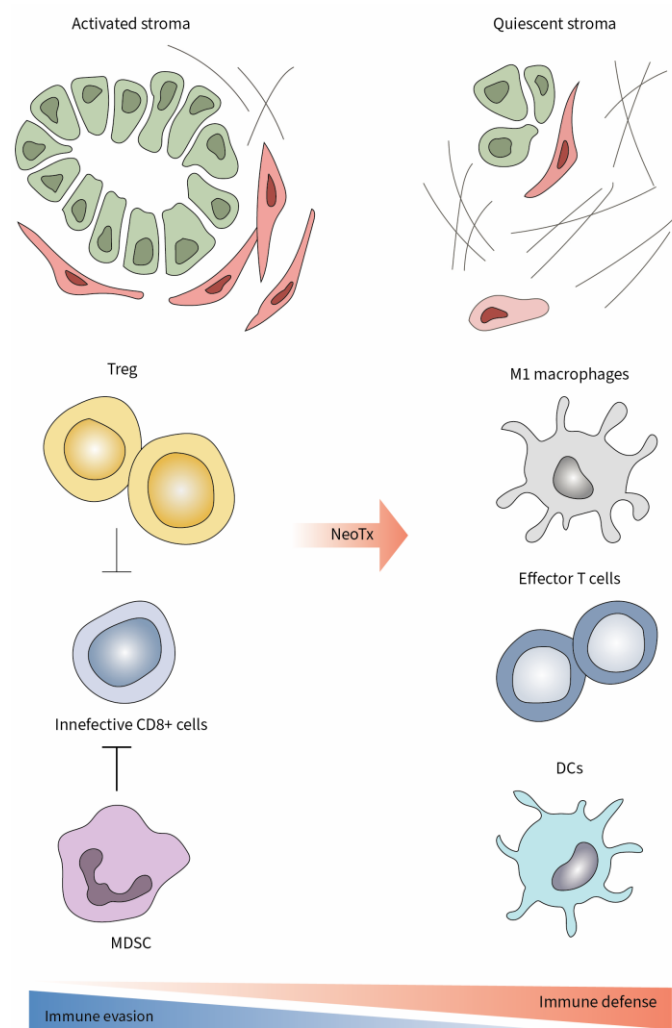 Activated stroma
Quiescent stroma
Treg
M1 macrophages
NeoTx
Effector T cells
Innefective CD8+ cells
DCs
MDSC
Immune defense
Immune evasion